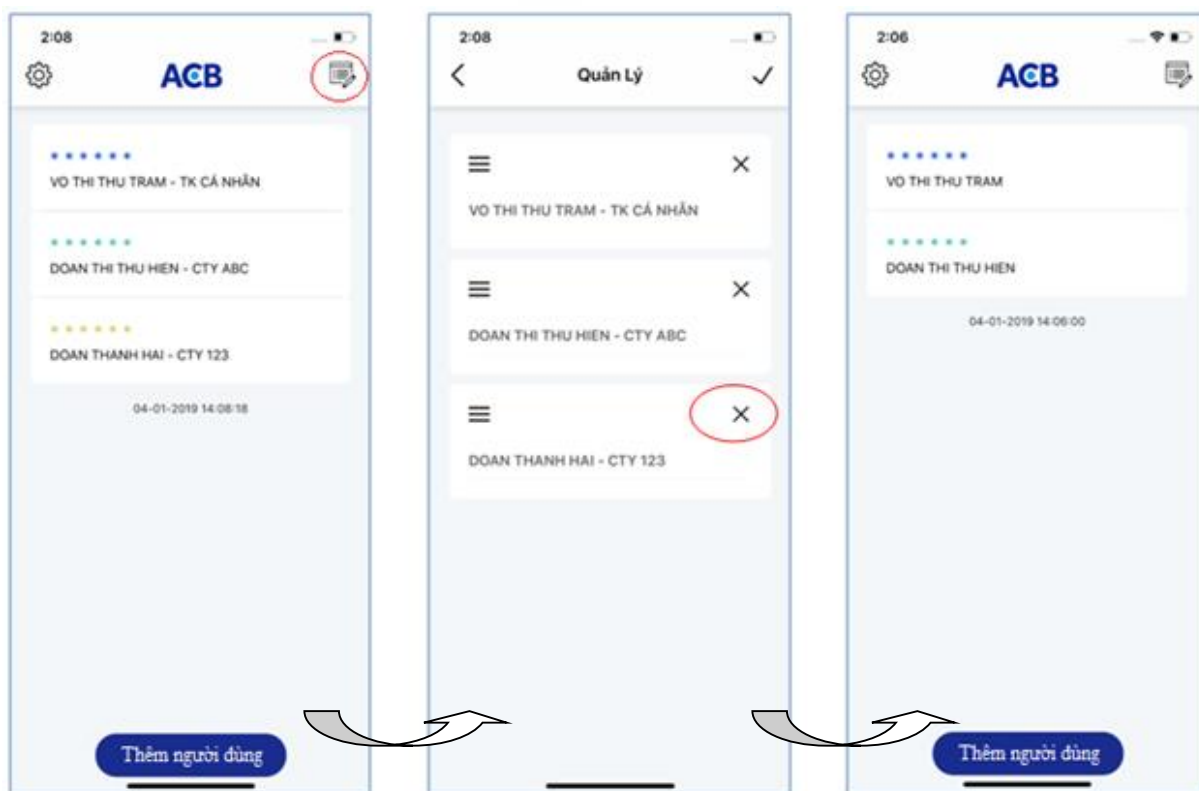 2:08
ACB
VO THI THU TRAM - TK CÁ NHÂN
DOAN THI THU HIEN - CTY ABC
DOAN THANH HAI - CTY 123
04-01-2019 14:08:18
Thêm người dùng
2:08
Quản Lý
VO THI THU TRAM - TK CÁ NHÂN
DOAN THI THU HIEN - CTY ABC
DOAN THANH HAI - CTY 123
2:06
ACB
VO THI THU TRAM
DOAN THI THU HIEN
04-01-2019 14:06:00
Thêm người dùng